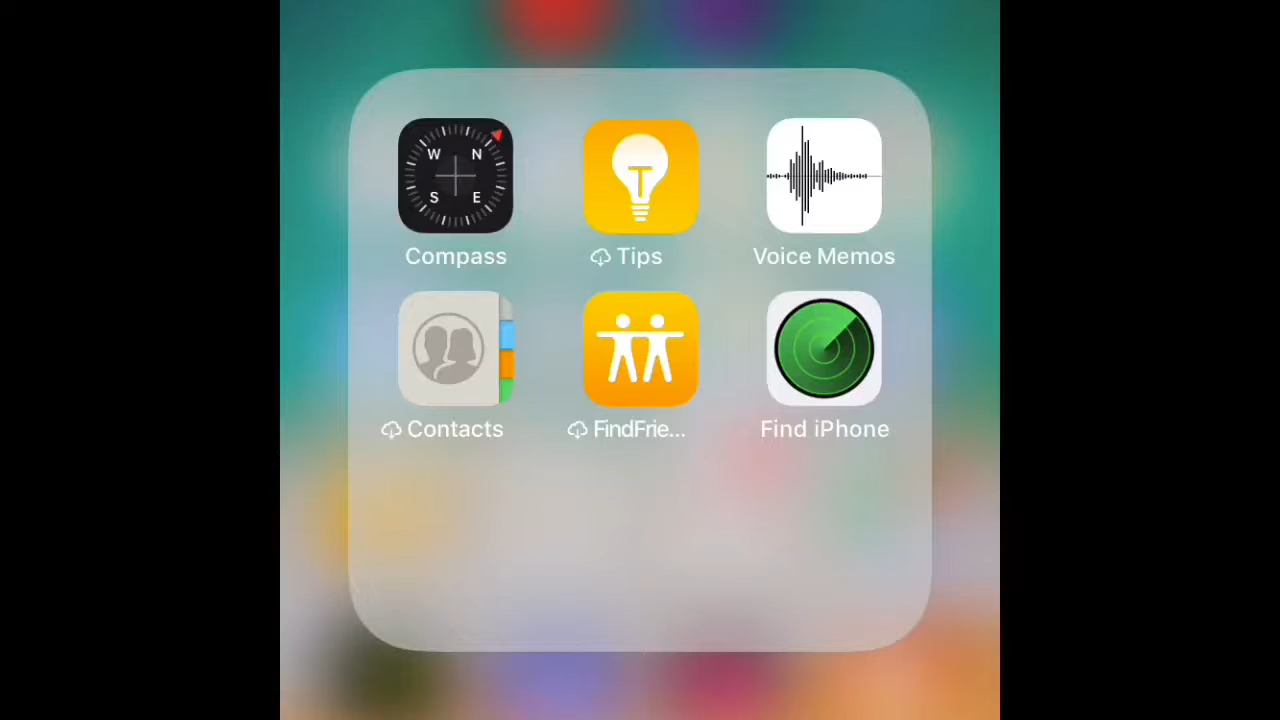 W N
S E
Compass
Tips
Voice Memos
Contacts
FindFrie...
Find iPhone